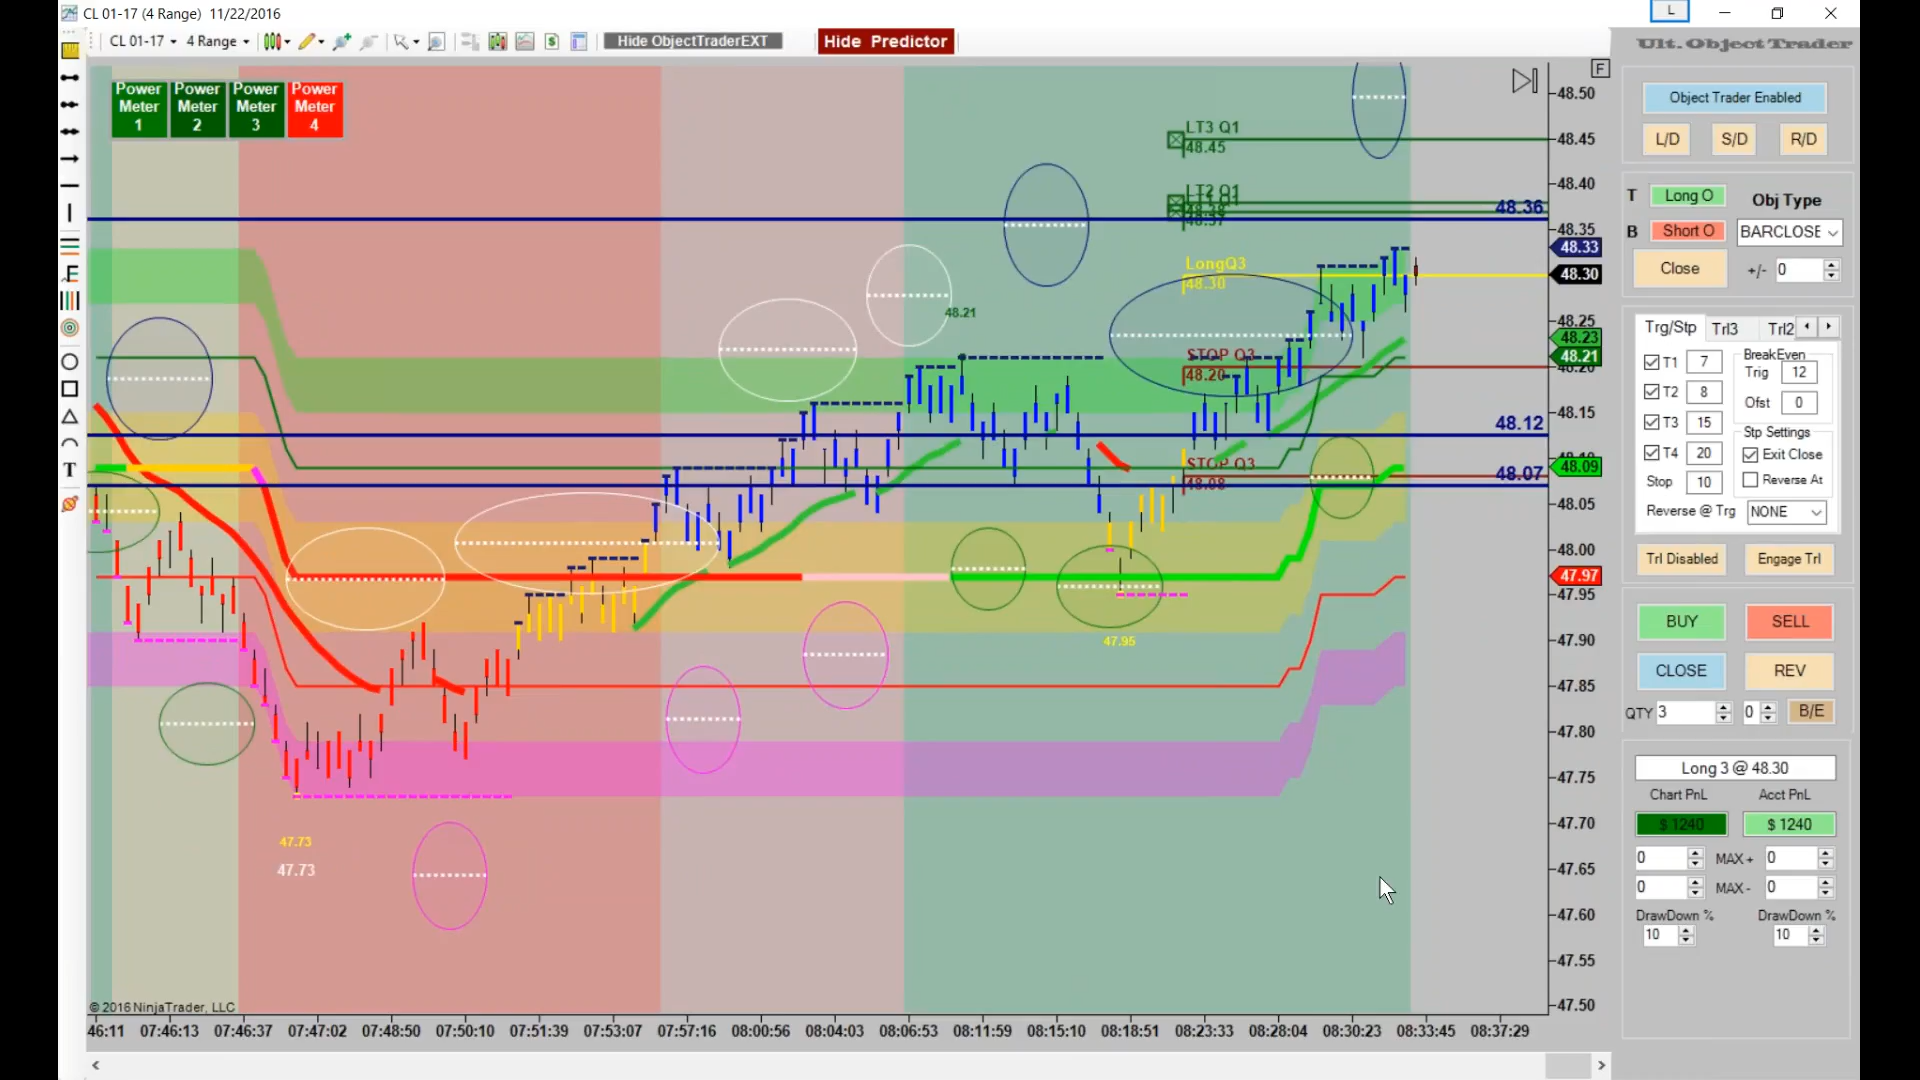 CL 01-17 (4 Range)  11/22/2016
L
CL 01-17
4 Range
Hide ObjectTraderEXT
Hide Predictor
Ult. Object Trader
Power Meter 1
Power Meter 2
Power Meter 3
Power Meter 4
F
Object Trader Enabled
L/D
S/D
R/D
T
Long O
Obj Type
B
Short O
BARCLOSE
Close
+/-
0
Trg/Stp
Trl3
Trl2
T1
7
BreakEven
Trig
12
T2
8
Ofst
0
T3
15
Stp Settings
T4
20
Exit Close
Stop
10
Reverse At
Reverse @ Trg
NONE
Trl Disabled
Engage Trl
BUY
SELL
CLOSE
REV
QTY
3
0
B/E
Long 3 @ 48.30
Chart PnL
Acct PnL
$ 1240
$ 1240
0
MAX +
0
0
MAX -
0
DrawDown %
DrawDown %
10
10
LT3 Q1
48.45
LT2 Q1
48.36
LongQ3
48.30
STOP Q3
48.20
48.12
STOP Q3
48.08
48.07
48.21
47.95
47.73
47.73
48.50
48.45
48.40
48.35
48.33
48.30
48.25
48.23
48.21
48.20
48.15
48.09
48.05
48.00
47.97
47.95
47.90
47.85
47.80
47.75
47.70
47.65
47.60
47.55
47.50
© 2016 NinjaTrader, LLC
46:11
07:46:13
07:46:37
07:47:02
07:48:50
07:50:10
07:51:39
07:53:07
07:57:16
08:00:56
08:04:03
08:06:53
08:11:59
08:15:10
08:18:51
08:23:33
08:28:04
08:30:23
08:33:45
08:37:29